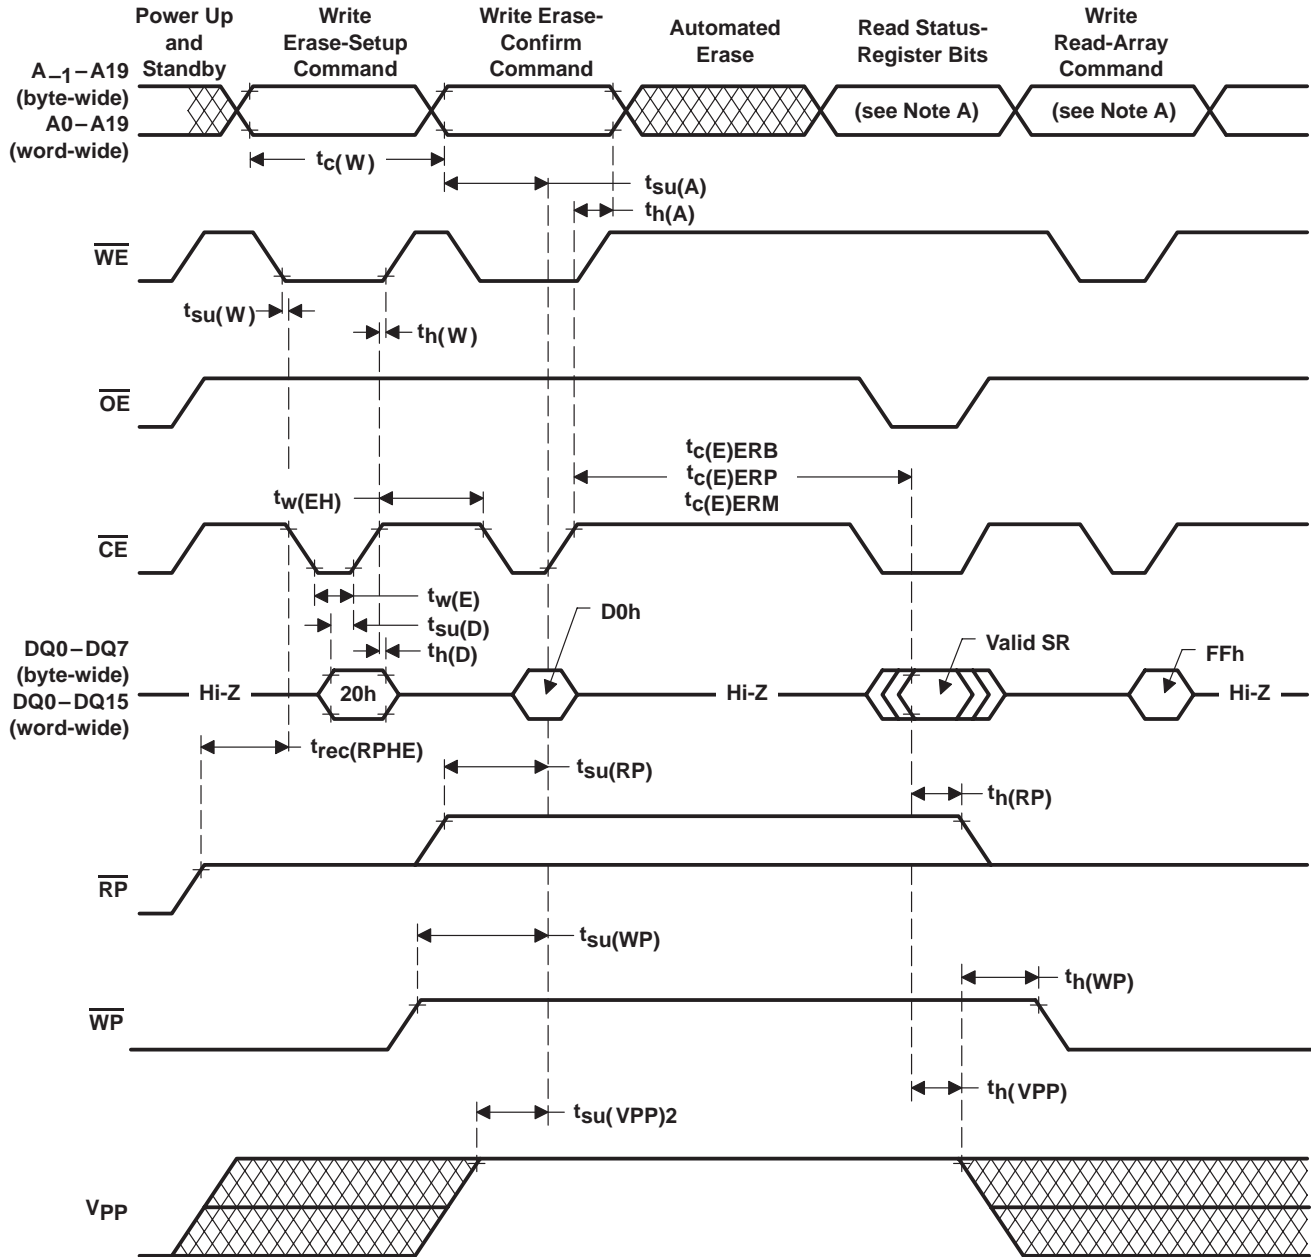 Power Up
and
Standby
Write
Erase-Setup
Command
Write Erase-
Confirm
Command
Automated
Erase
Read Status-
Register Bits
Write
Read-Array
Command
A–1–A19
(byte-wide)
A0–A19
(word-wide)
(see Note A)
(see Note A)
tc(W)
tsu(A)
th(A)
WE
tsu(W)
th(W)
OE
tc(E)ERB
tc(E)ERP
tc(E)ERM
tw(EH)
CE
tw(E)
tsu(D)
th(D)
D0h
Valid SR
FFh
DQ0–DQ7
(byte-wide)
DQ0–DQ15
(word-wide)
Hi-Z
20h
Hi-Z
Hi-Z
trec(RPHE)
tsu(RP)
th(RP)
RP
tsu(WP)
th(WP)
WP
th(VPP)
tsu(VPP)2
VPP